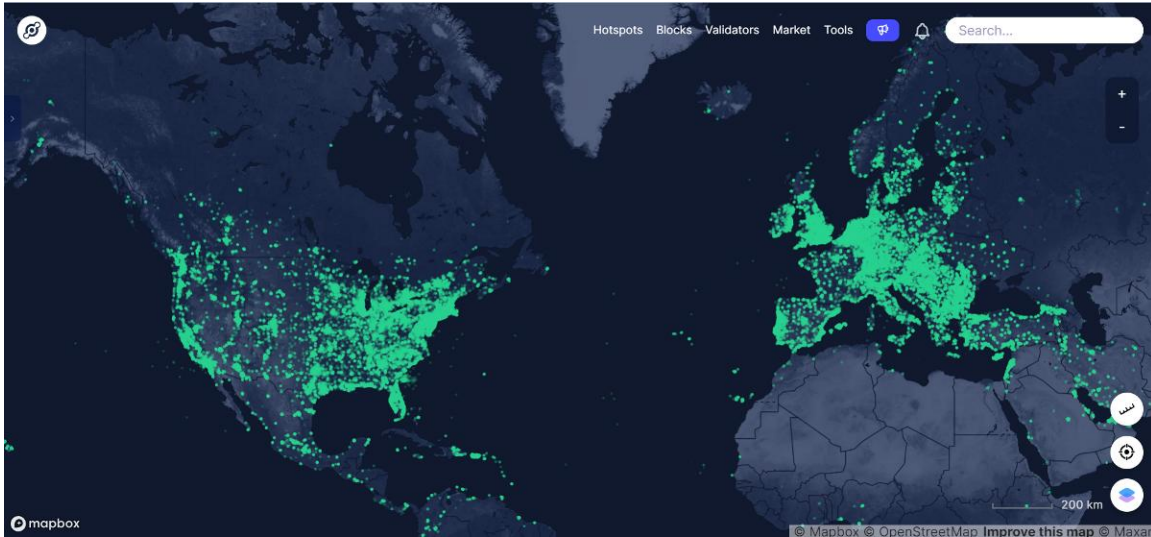 Hotspots Blocks Validators Market Tools Search...
+
-
200 km
mapbox
© Mapbox © OpenStreetMap Improve this map © Maxar